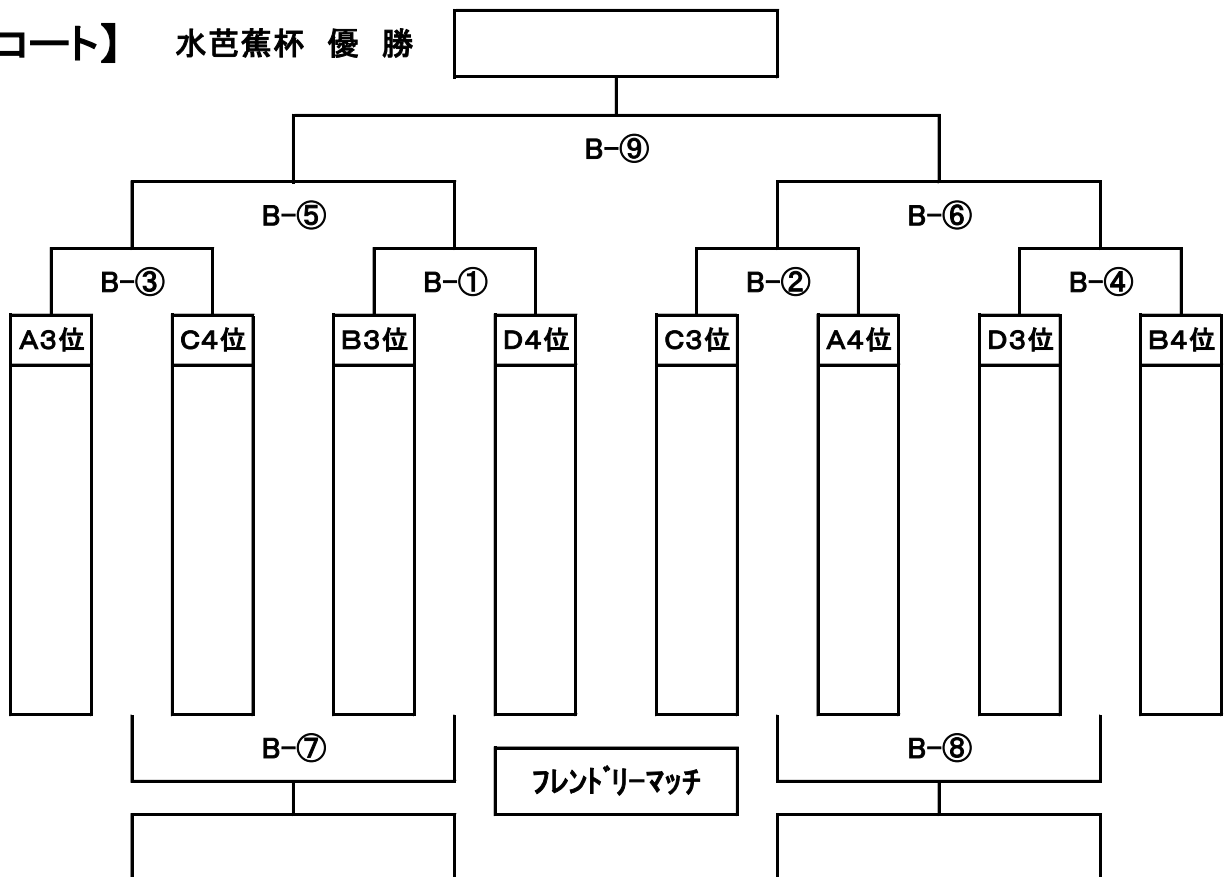 コート】 水芭蕉杯 優 勝
B-⑨
B-⑤ B-⑥
B-③ B-① B-② B-④
A3位 C4位 B3位 D4位 C3位 A4位 D3位 B4位
B-⑦ B-⑧
ﾌﾚﾝﾄﾞﾘｰﾏｯﾁ